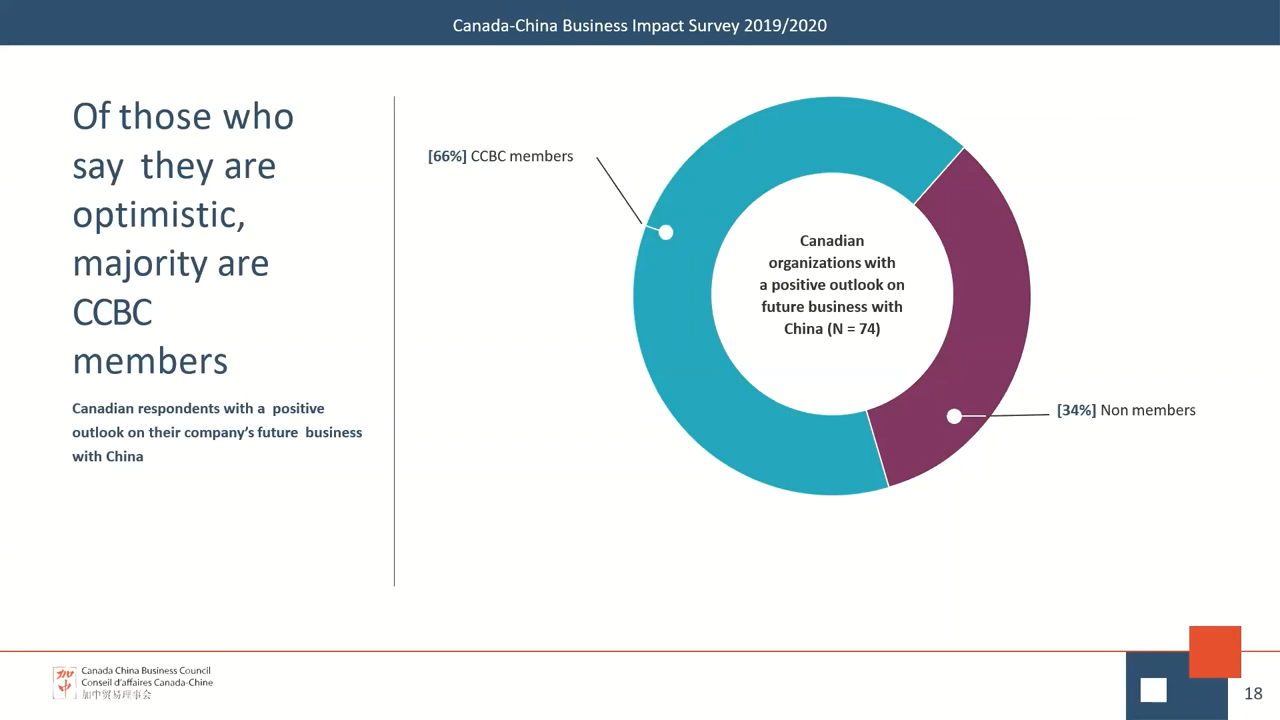 Canada-China Business Impact Survey 2019/2020
Of those who
say they are
optimistic,
majority are
CCBC
members
Canadian respondents with a positive
outlook on their company's future business
with China
[66%] CCBC members
Canadian
organizations with
a positive outlook on
future business with
China (N = 74)
[34%] Non members
加中
Canada China Business Council
Conseil d'affaires Canada-Chine
加中贸易理事会
18